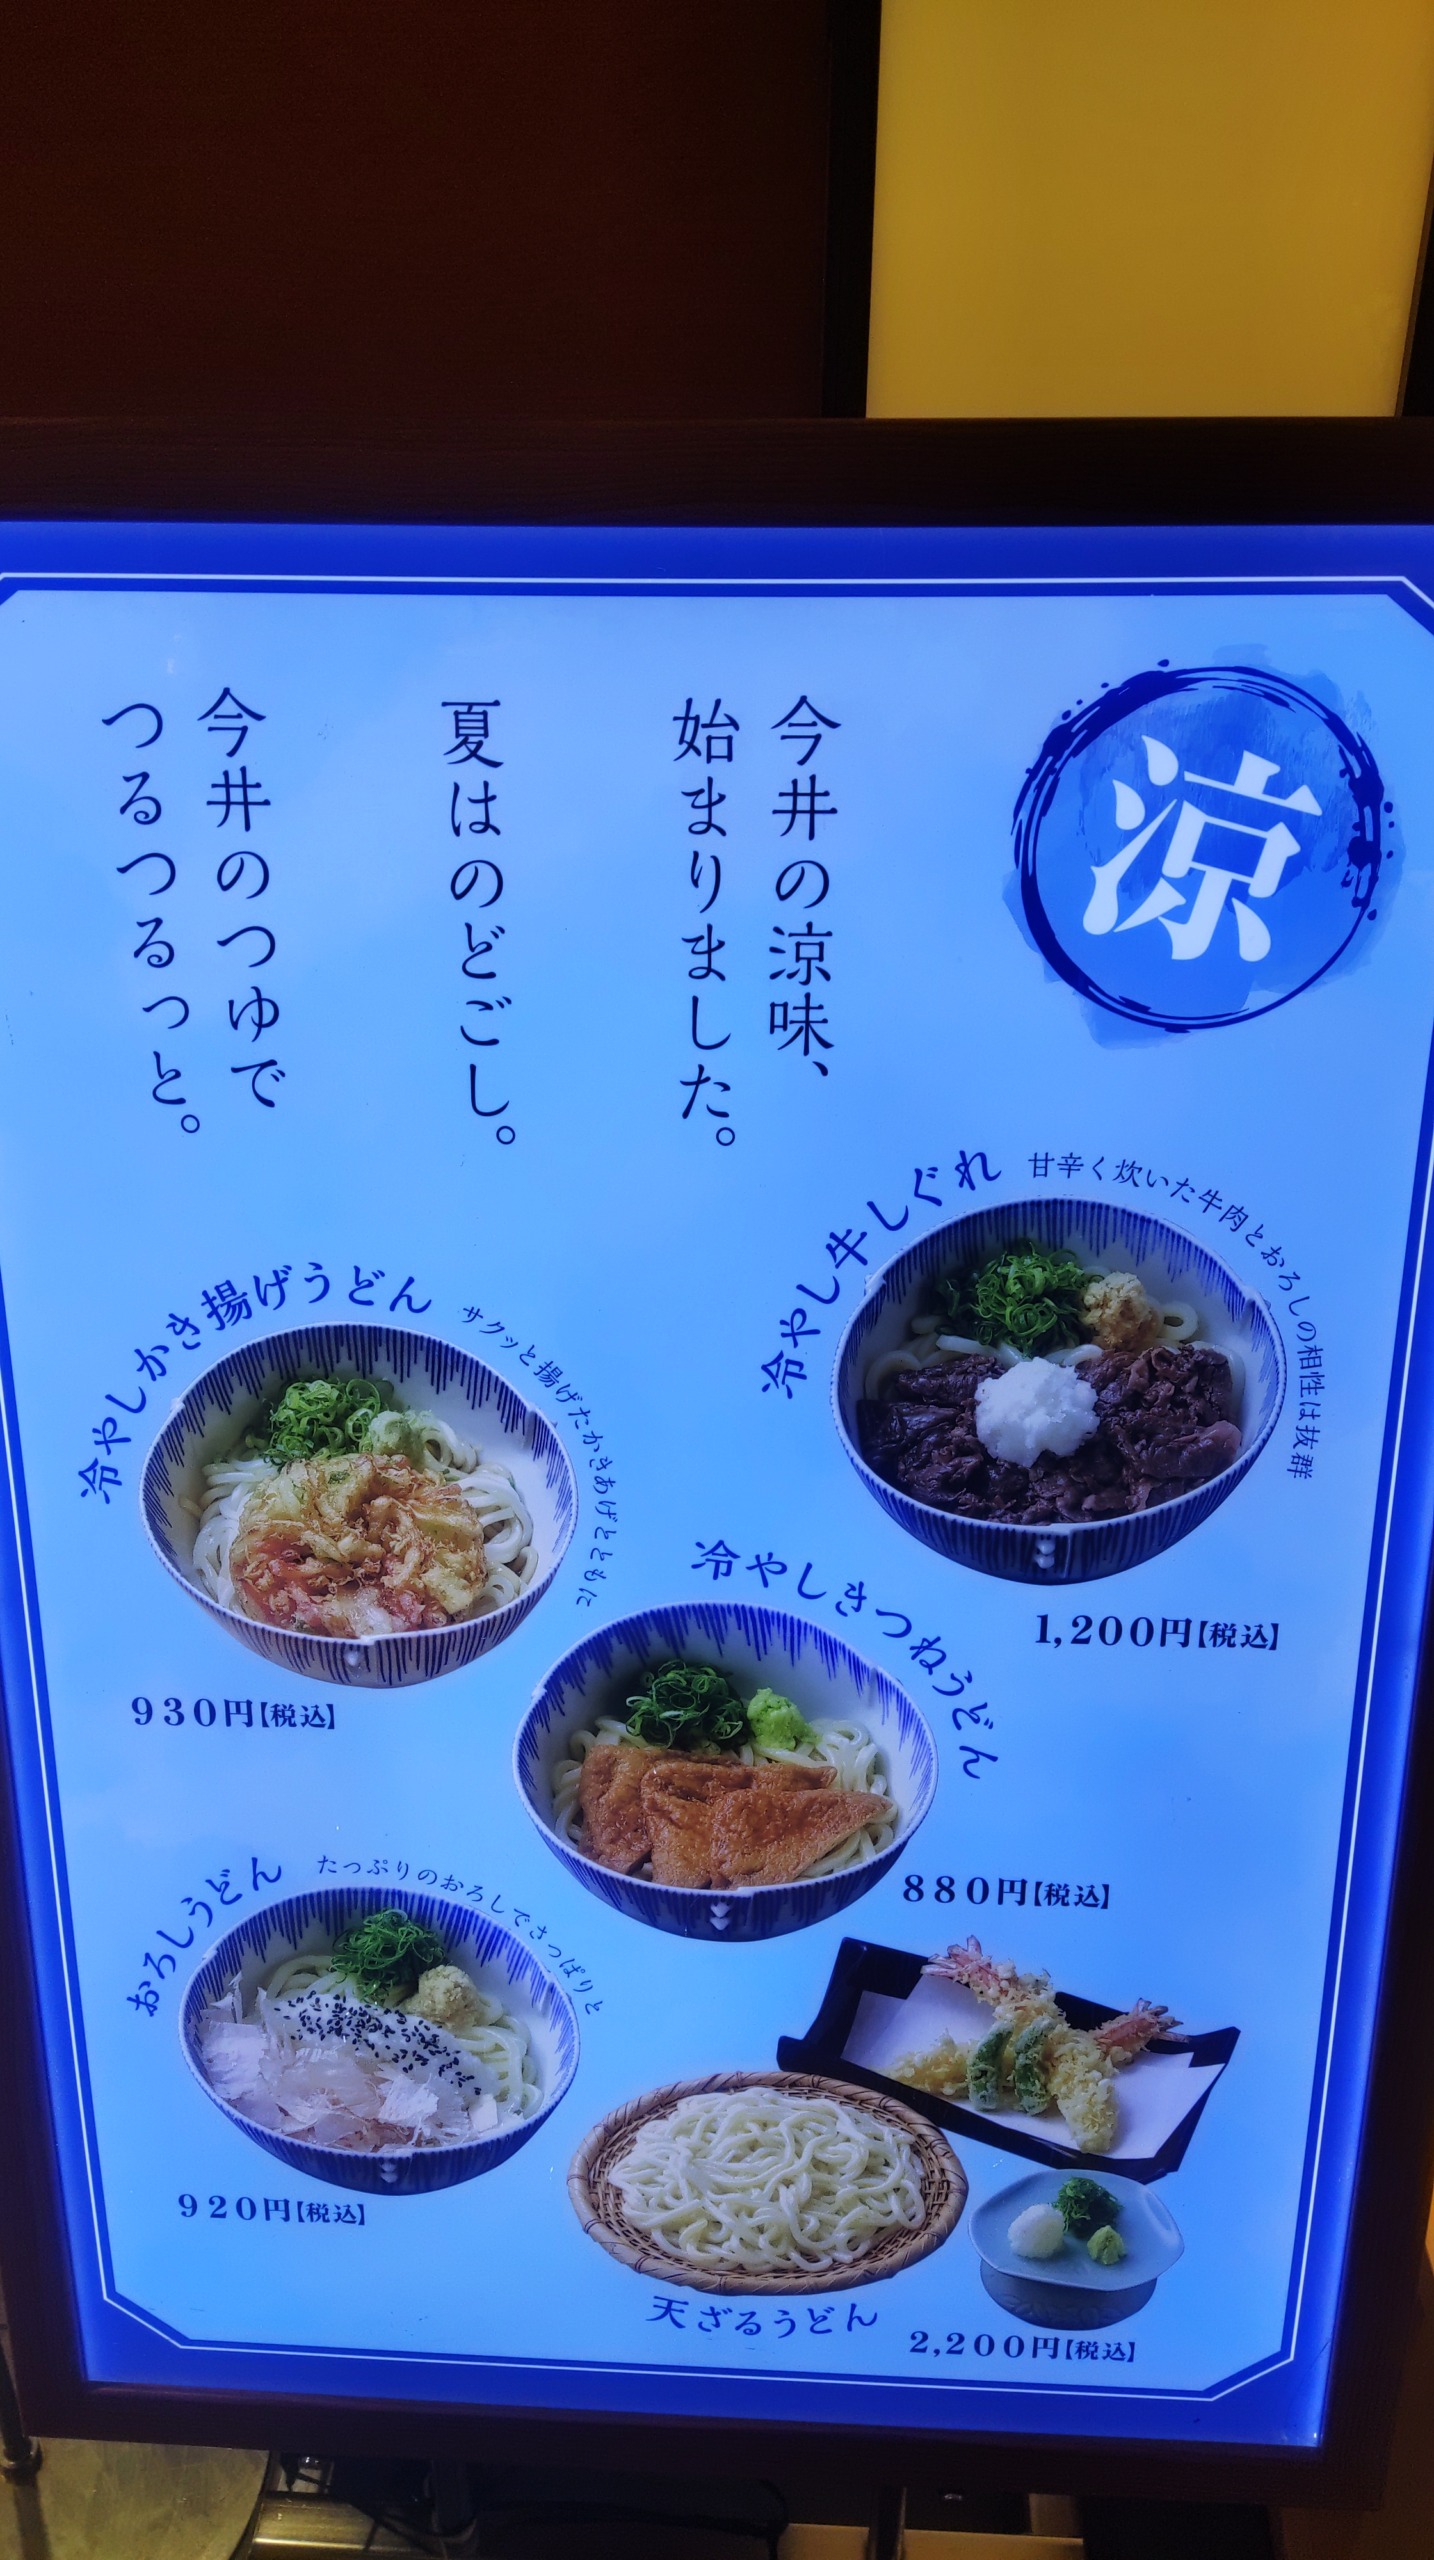 涼
今井の涼味、
始まりました。
夏はのどごし。
今井のつゆで
つるつるっと。
冷やし牛しぐれ
甘辛く炊いた牛肉とおろしの相性は抜群
1,200円【税込】
冷やしかき揚げうどん
サクッと揚げたかきあげとともに
930円【税込】
冷やしきつねうどん
880円【税込】
おろしうどん
たっぷりのおろしでさっぱりと
920円【税込】
天ざるうどん
2,200円【税込】